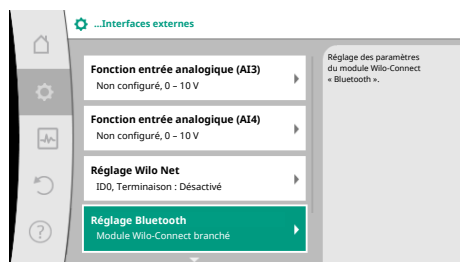 ...Interfaces externes
Fonction entrée analogique (AI3)
Non configuré, 0 – 10 V
Fonction entrée analogique (AI4)
Non configuré, 0 – 10 V
Réglage Wilo Net
ID0, Terminaison : Désactivé
Réglage Bluetooth
Module Wilo-Connect branché
Réglage des paramètres
du module Wilo-Connect
« Bluetooth ».
?